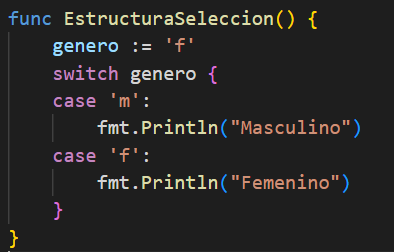 func EstructuraSeleccion() {
    genero := 'f'
    switch genero {
    case 'm':
        fmt.Println("Masculino")
    case 'f':
        fmt.Println("Femenino")
    }
}